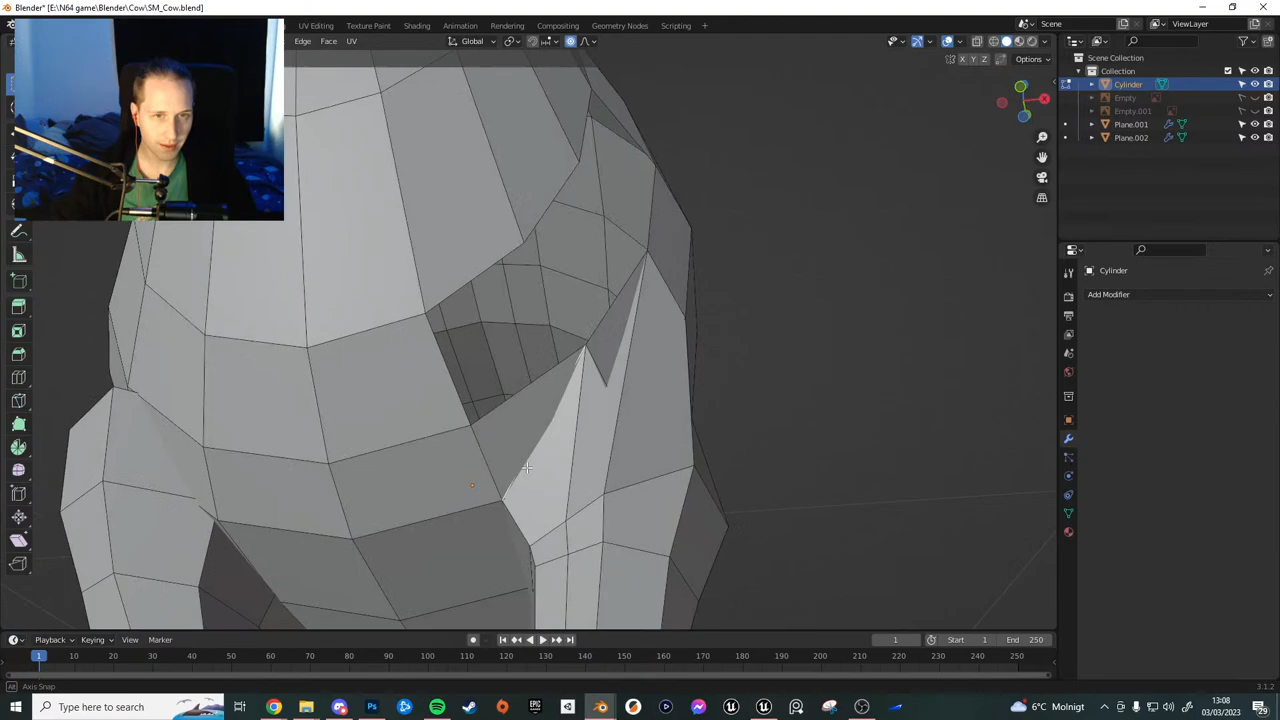 Blender* [E:\N64 game\Blender\Cow\SM_Cow.blend]
UV Editing Texture Paint Shading Animation Rendering Compositing Geometry Nodes Scripting
Scene ViewLayer
Edge Face UV Global
X Y Z Options
Scene Collection
Collection
Cylinder
Empty
Empty.001
Plane.001
Plane.002
Cylinder
Add Modifier
Playback Keying View Marker
1 Start 1 End 250
1 10 20 30 40 50 60 70 80 90 100 110 120 130 140 150 160 170 180 190 200 210 220 230 240 250
Axis Snap 3.1.2
Type here to search
6°C Molnigt
13:08
03/03/2023